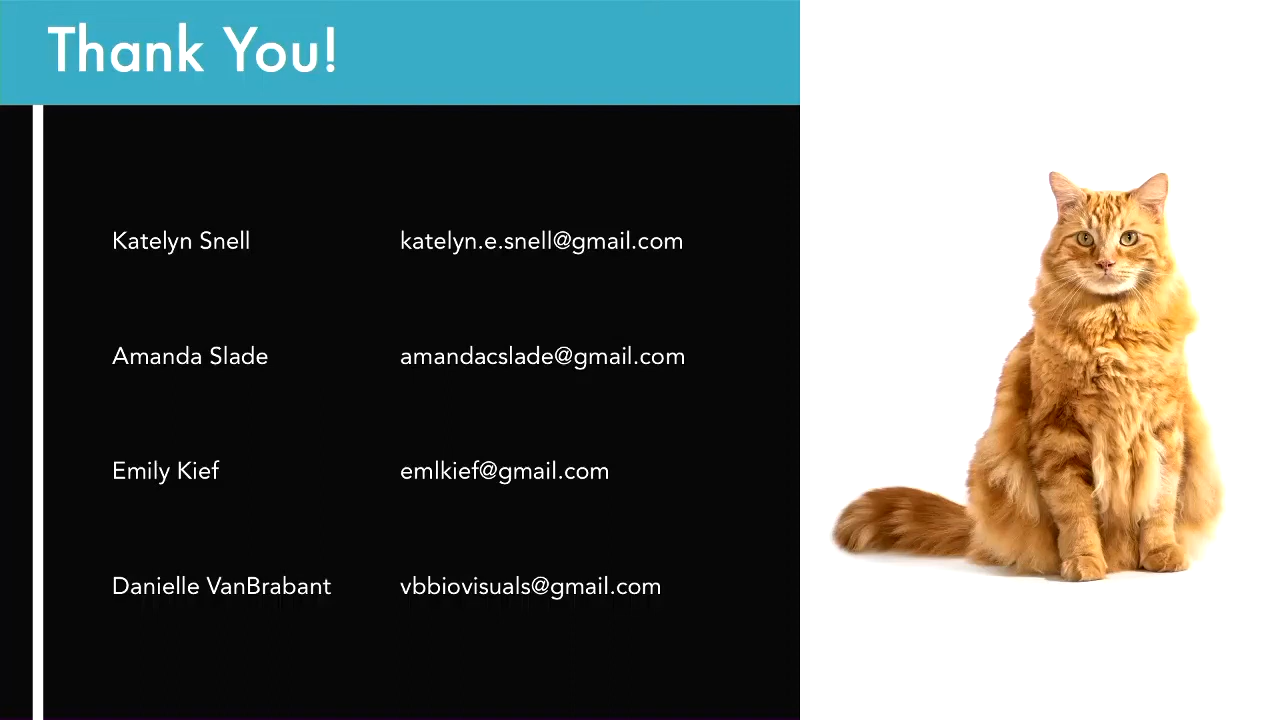 Thank You!
Katelyn Snell katelyn.e.snell@gmail.com
Amanda Slade amandacslade@gmail.com
Emily Kief emlkief@gmail.com
Danielle VanBrabant vbbiovisuals@gmail.com